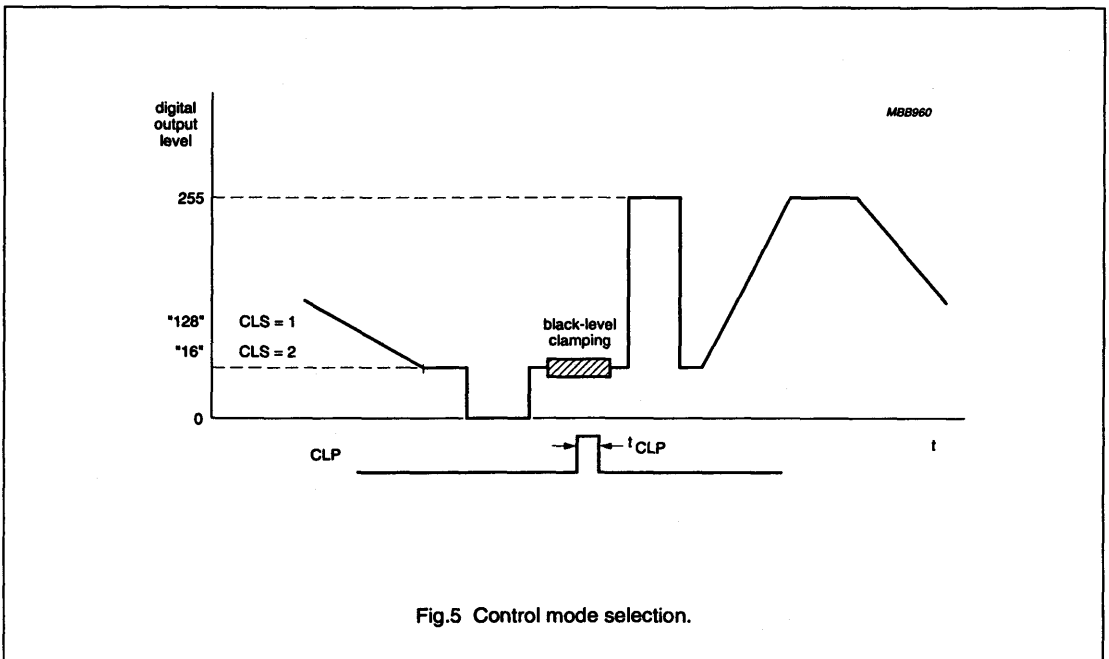 digital
output
level
MBB960
255
"128" CLS = 1
"16" CLS = 2
black-level
clamping
0
CLP
t CLP
t
Fig.5 Control mode selection.